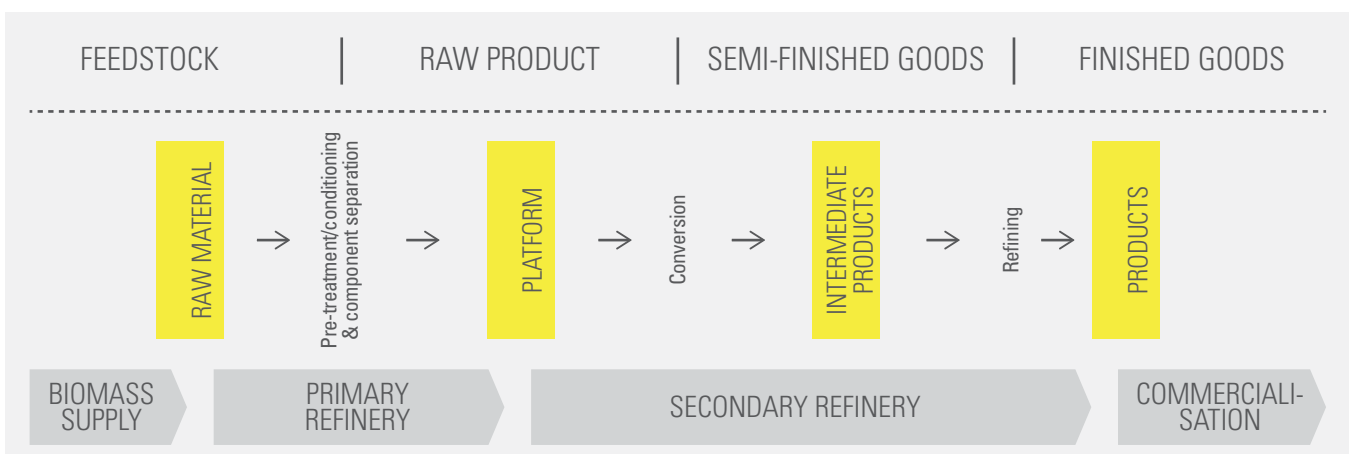 FEEDSTOCK
RAW PRODUCT
SEMI-FINISHED GOODS
FINISHED GOODS
RAW MATERIAL
Pre-treatment/conditioning
& component separation
PLATFORM
Conversion
INTERMEDIATE
PRODUCTS
Refining
PRODUCTS
BIOMASS
SUPPLY
PRIMARY
REFINERY
SECONDARY REFINERY
COMMERCIALI-
SATION